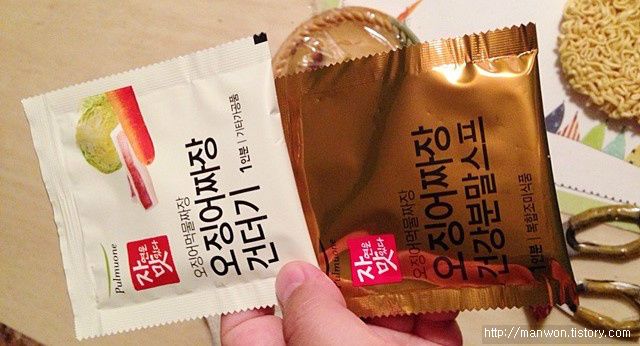 Pulmuone
자연은
맛있다
오징어먹물짜장
오징어짜장
건더기
1인분 | 기타가공품
자연은
맛있다
오징어먹물짜장
오징어짜장
건강분말스프
1인분 | 복합조미식품
http://manwon.tistory.com